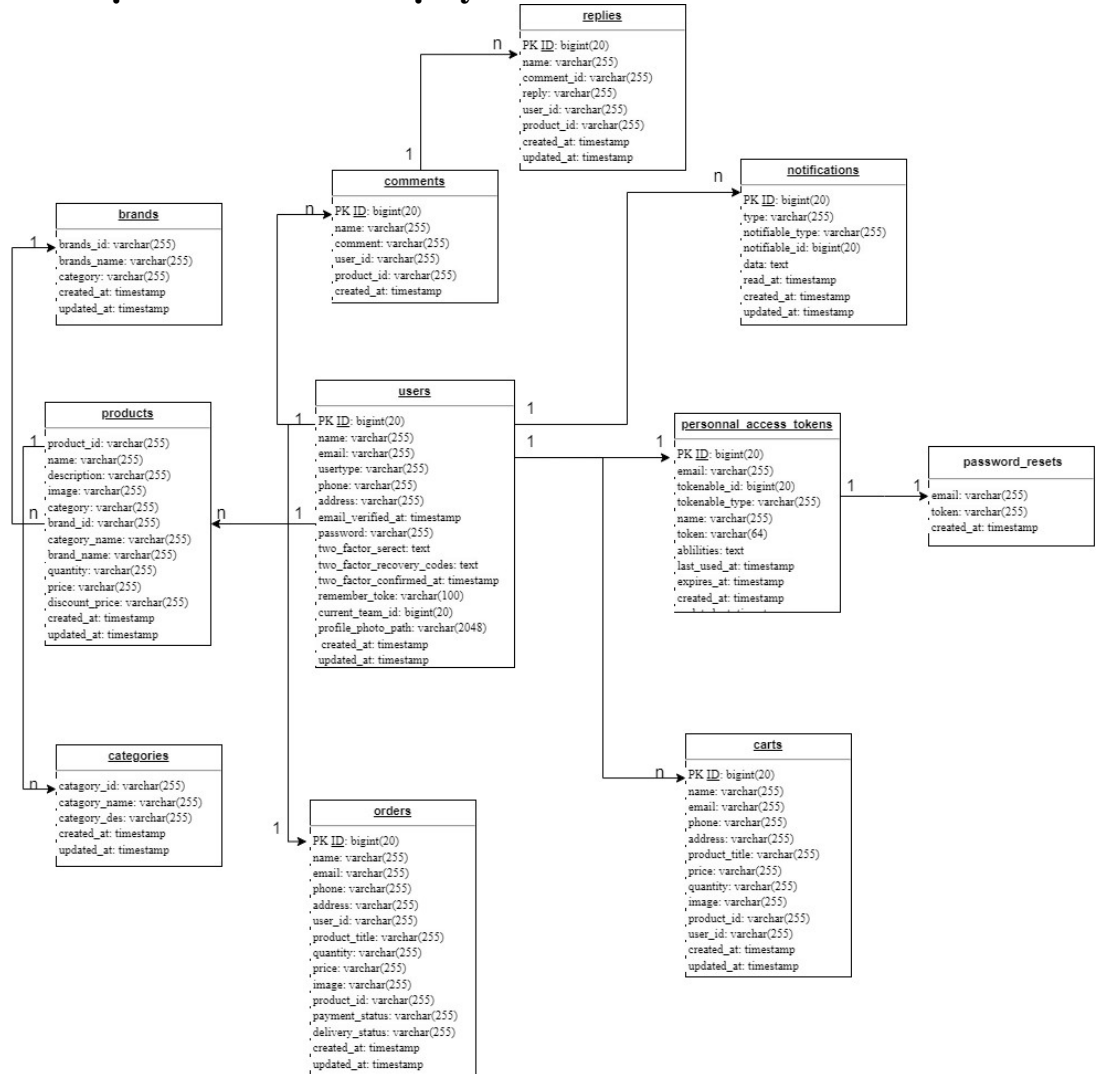 replies
PK ID: bigint(20)
name: varchar(255)
comment_id: varchar(255)
reply: varchar(255)
user_id: varchar(255)
product_id: varchar(255)
created_at: timestamp
updated_at: timestamp
n
1
comments
PK ID: bigint(20)
name: varchar(255)
comment: varchar(255)
user_id: varchar(255)
product_id: varchar(255)
created_at: timestamp
n
notifications
PK ID: bigint(20)
type: varchar(255)
notifiable_type: varchar(255)
notifiable_id: bigint(20)
data: text
read_at: timestamp
created_at: timestamp
updated_at: timestamp
n
brands
brands_id: varchar(255)
brands_name: varchar(255)
category: varchar(255)
created_at: timestamp
updated_at: timestamp
1
products
product_id: varchar(255)
name: varchar(255)
description: varchar(255)
image: varchar(255)
category: varchar(255)
brand_id: varchar(255)
category_name: varchar(255)
brand_name: varchar(255)
quantity: varchar(255)
price: varchar(255)
discount_price: varchar(255)
created_at: timestamp
updated_at: timestamp
1
n
n
users
PK ID: bigint(20)
name: varchar(255)
email: varchar(255)
usertype: varchar(255)
phone: varchar(255)
address: varchar(255)
email_verified_at: timestamp
password: varchar(255)
two_factor_serect: text
two_factor_recovery_codes: text
two_factor_confirmed_at: timestamp
remember_toke: varchar(100)
current_team_id: bigint(20)
profile_photo_path: varchar(2048)
created_at: timestamp
updated_at: timestamp
1
1
1
1
personnal_access_tokens
PK ID: bigint(20)
email: varchar(255)
tokenable_id: bigint(20)
tokenable_type: varchar(255)
name: varchar(255)
token: varchar(64)
ablilities: text
last_used_at: timestamp
expires_at: timestamp
created_at: timestamp
1
1
password_resets
email: varchar(255)
token: varchar(255)
created_at: timestamp
1
categories
catagory_id: varchar(255)
catagory_name: varchar(255)
category_des: varchar(255)
created_at: timestamp
updated_at: timestamp
n
orders
PK ID: bigint(20)
name: varchar(255)
email: varchar(255)
phone: varchar(255)
address: varchar(255)
user_id: varchar(255)
product_title: varchar(255)
quantity: varchar(255)
price: varchar(255)
image: varchar(255)
product_id: varchar(255)
payment_status: varchar(255)
delivery_status: varchar(255)
created_at: timestamp
updated_at: timestamp
1
carts
PK ID: bigint(20)
name: varchar(255)
email: varchar(255)
phone: varchar(255)
address: varchar(255)
product_title: varchar(255)
price: varchar(255)
quantity: varchar(255)
image: varchar(255)
product_id: varchar(255)
user_id: varchar(255)
created_at: timestamp
updated_at: timestamp
n